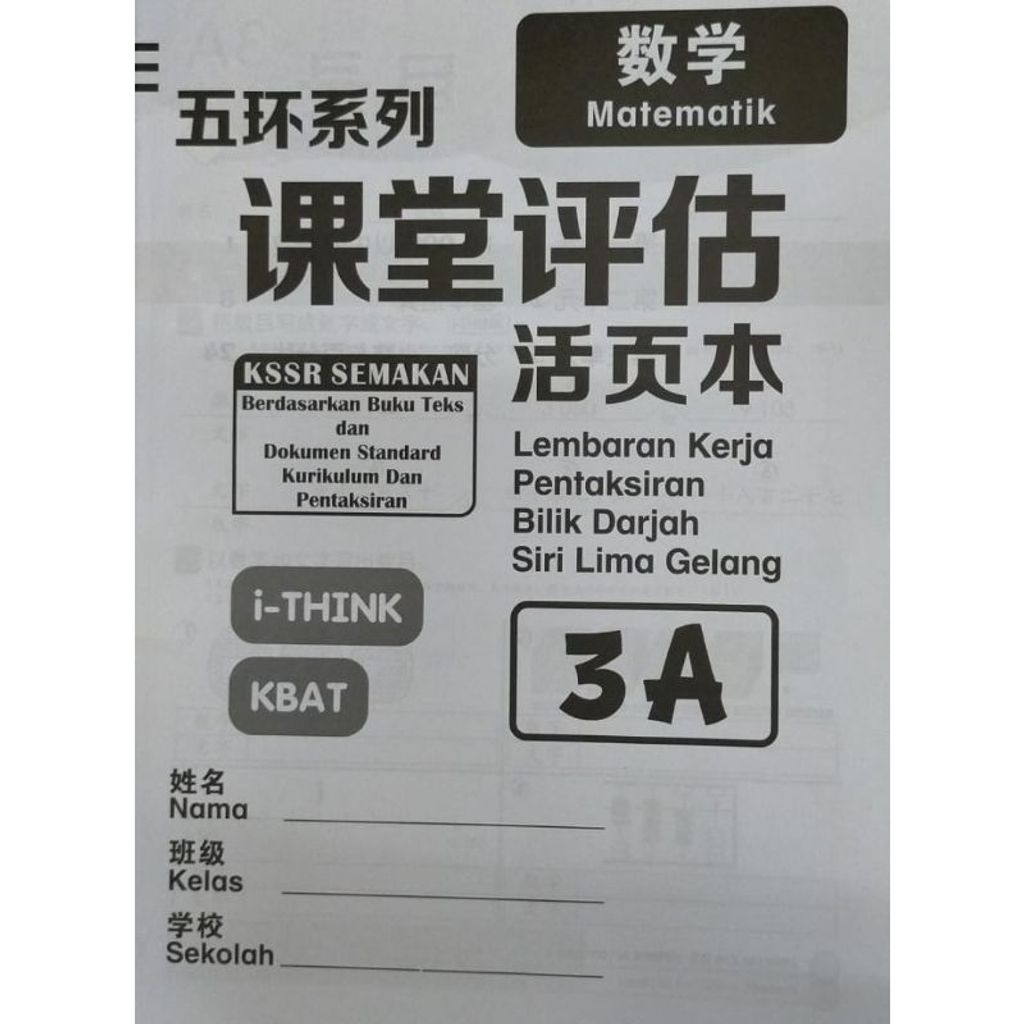 数学
Matematik
五环系列
课堂评估
活页本
KSSR SEMAKAN
Berdasarkan Buku Teks
dan
Dokumen Standard
Kurikulum Dan
Pentaksiran
Lembaran Kerja
Pentaksiran
Bilik Darjah
Siri Lima Gelang
i-THINK
KBAT
3A
姓名
Nama
班级
Kelas
学校
Sekolah